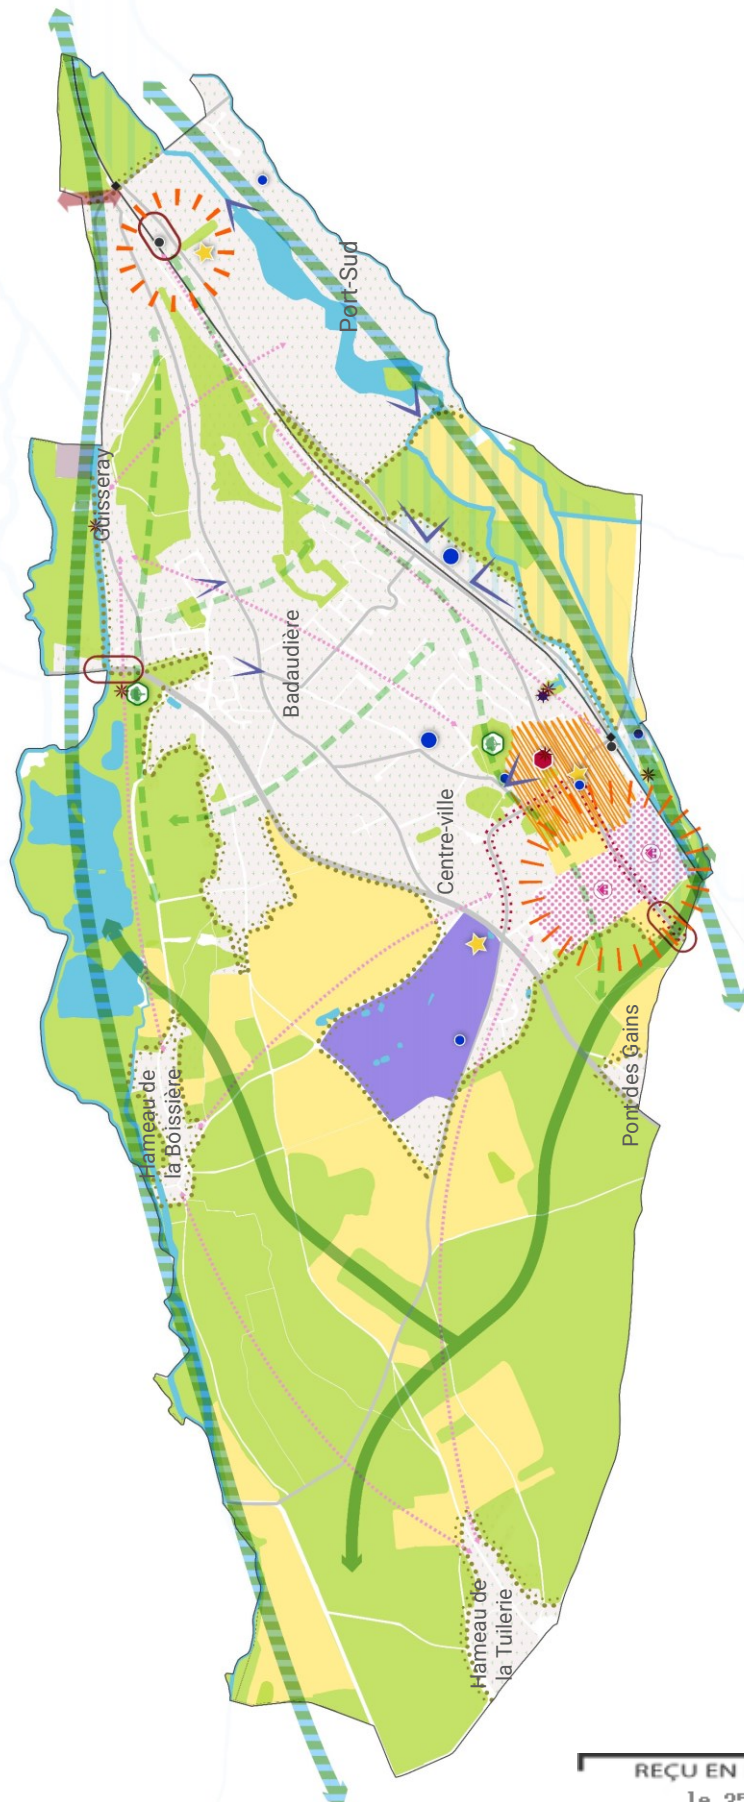 Port-Sud
Guisseray
Badaudière
Centre-ville
Hameau de
la Boissière
Pont des Gains
Hameau de
la Tuilerie
REÇU EN